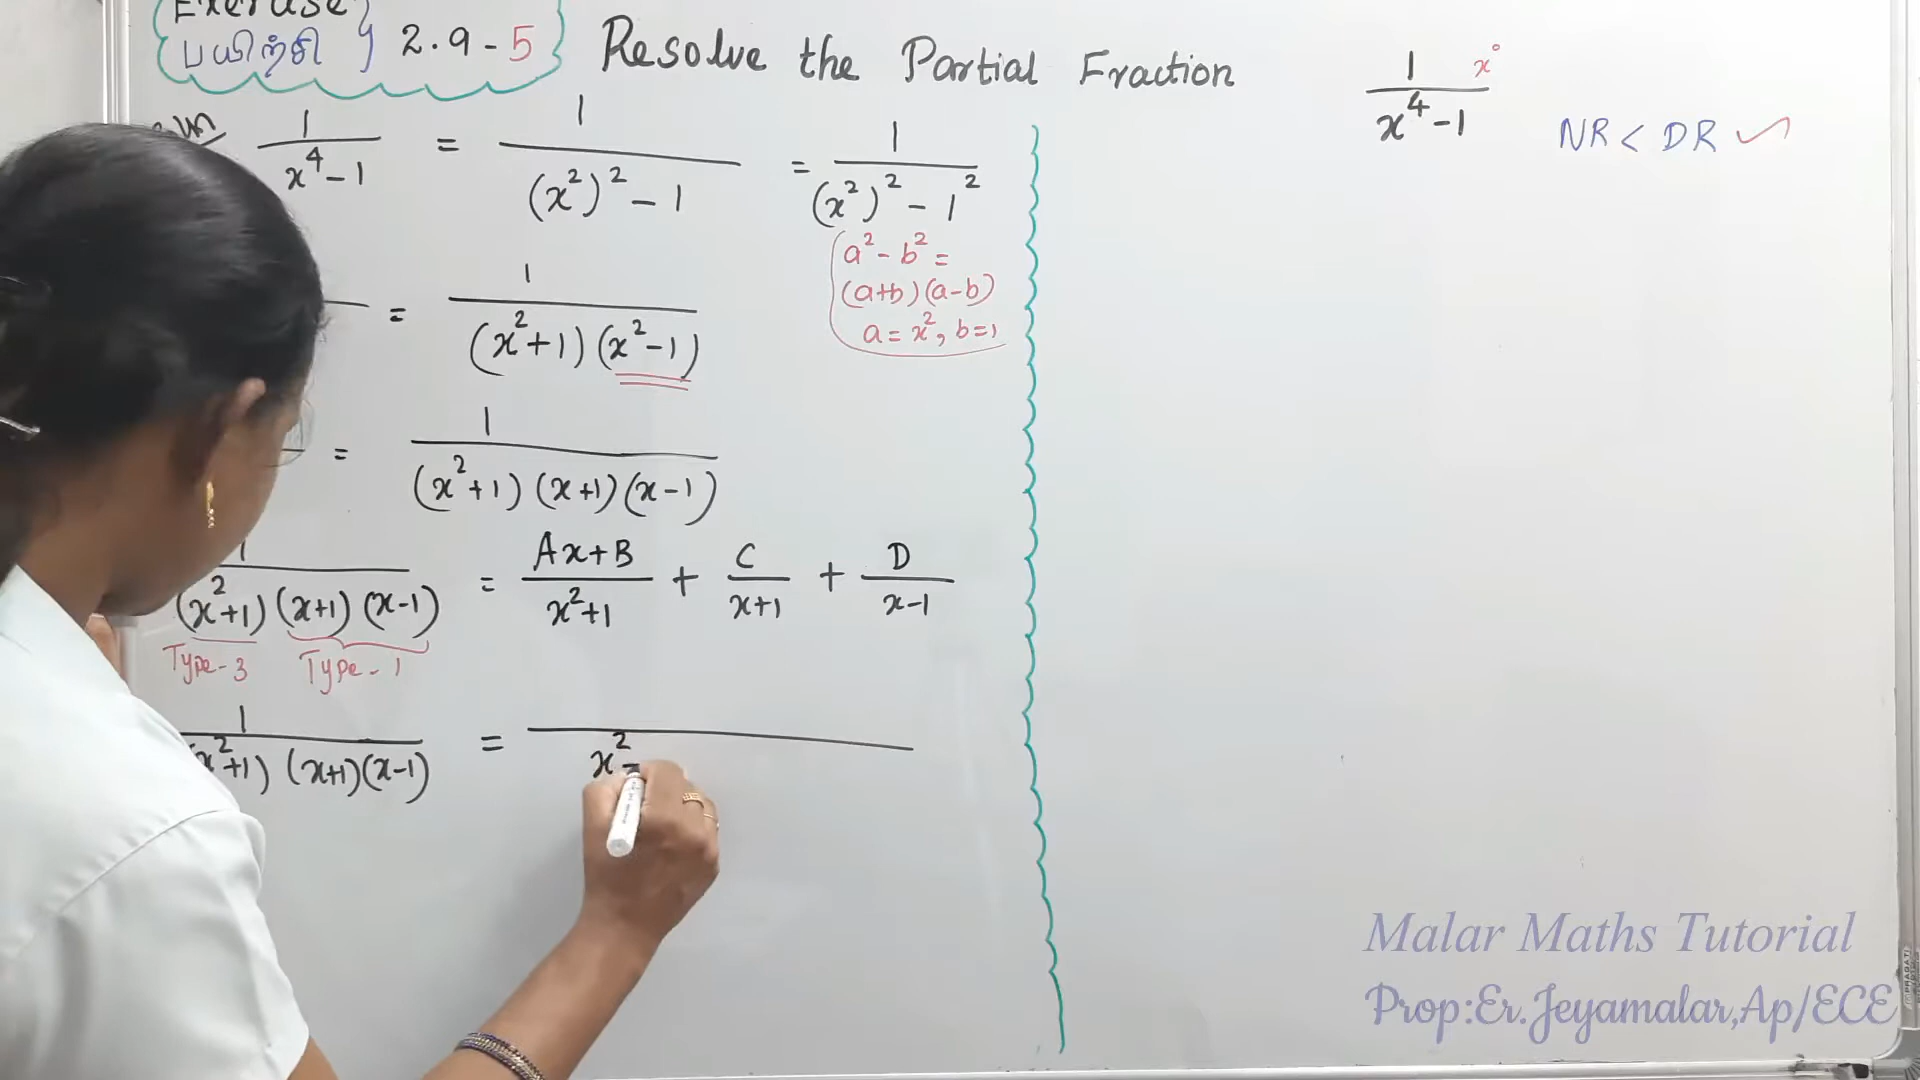 Exercise
பயிற்சி } 2.9-5 Resolve the Partial Fraction 1 x°
x⁴-1 NR < DR ✓
1/(x⁴-1) = 1/((x²)²-1) = 1/((x²)²-1²)
a²-b² =
(a+b)(a-b)
a = x², b=1
= 1/((x²+1)(x²-1))
= 1/((x²+1)(x+1)(x-1))
1/((x²+1)(x+1)(x-1)) = (Ax+B)/(x²+1) + C/(x+1) + D/(x-1)
Type-3 Type-1
1/((x²+1)(x+1)(x-1)) = x²
Malar Maths Tutorial
Prop:Er.Jeyamalar,Ap/ECE